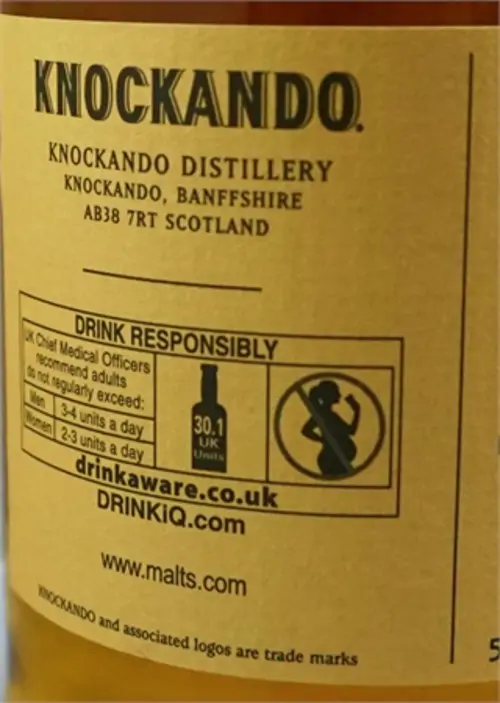 KNOCKANDO.
KNOCKANDO DISTILLERY
KNOCKANDO, BANFFSHIRE
AB38 7RT SCOTLAND
DRINK RESPONSIBLY
UK Chief Medical Officers
recommend adults
do not regularly exceed:
Men 3-4 units a day
Women 2-3 units a day
30.1
UK
Units
drinkaware.co.uk
DRINKiQ.com
www.malts.com
KNOCKANDO and associated logos are trade marks
5